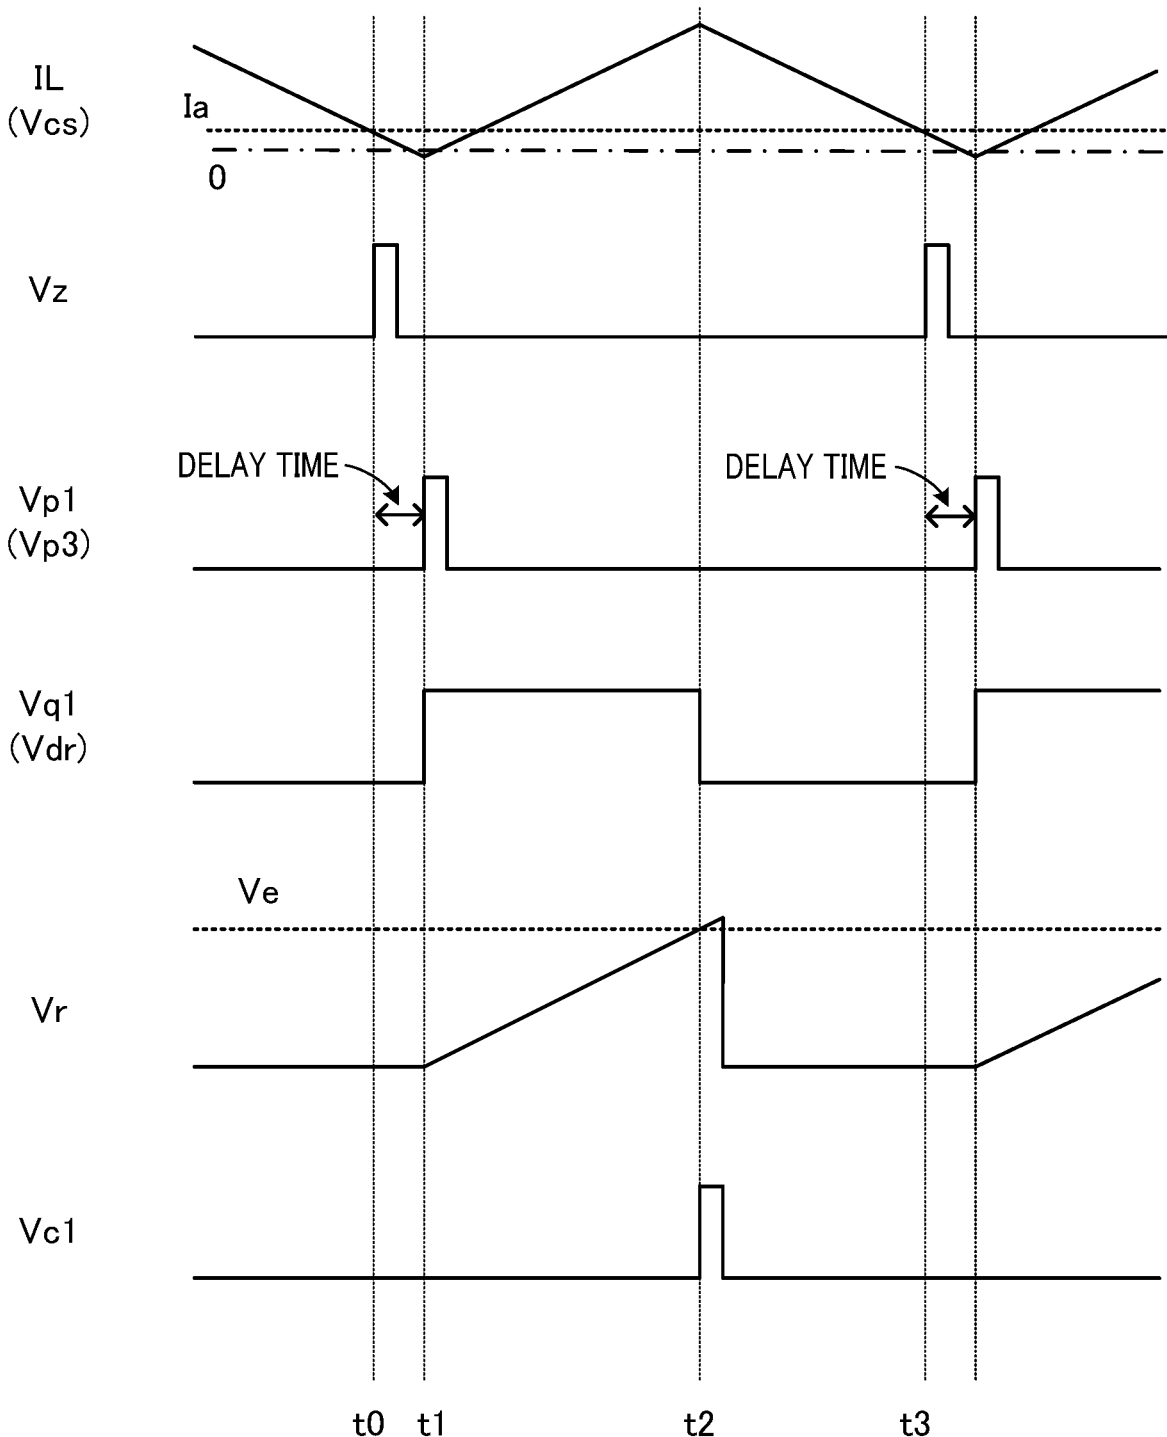 IL
(Vcs)
Ia
0
Vz
DELAY TIME
DELAY TIME
Vp1
(Vp3)
Vq1
(Vdr)
Ve
Vr
Vc1
t0 t1 t2 t3